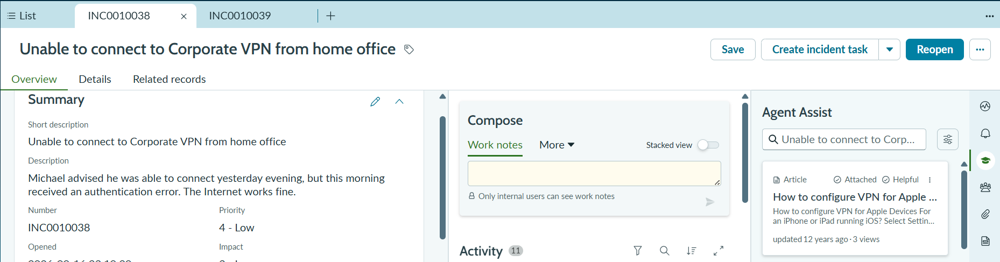 List
INC0010038
INC0010039
Unable to connect to Corporate VPN from home office
Save
Create incident task
Reopen
Overview
Details
Related records
Summary
Short description
Unable to connect to Corporate VPN from home office
Description
Michael advised he was able to connect yesterday evening, but this morning
received an authentication error. The Internet works fine.
Number
Priority
INC0010038
4 - Low
Opened
Impact
Compose
Work notes
More
Stacked view
Only internal users can see work notes
Activity 11
Agent Assist
Unable to connect to Corp...
Article
Attached
Helpful
How to configure VPN for Apple ...
How to configure VPN for Apple Devices For
an iPhone or iPad running iOS? Select Settin...
updated 12 years ago · 3 views